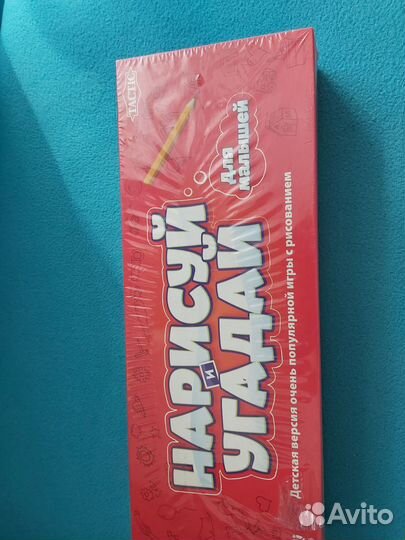 TACTIC
Для
малышей
НАРИСУЙ
И
УГАДАЙ
Детская версия очень популярной игры с рисованием
Avito